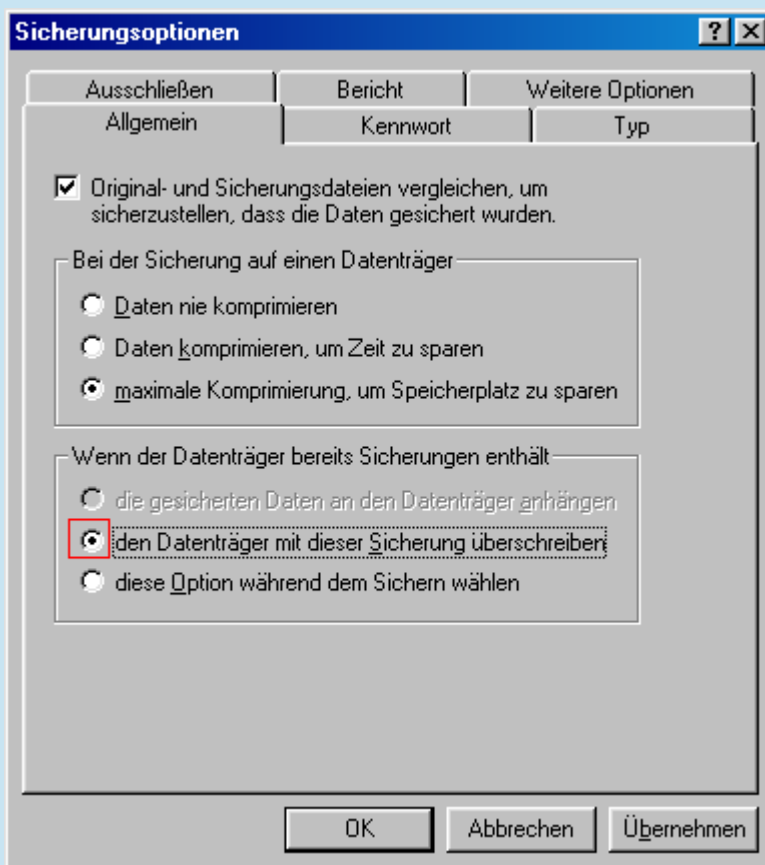 Sicherungsoptionen
Ausschließen Bericht Weitere Optionen
Allgemein Kennwort Typ
Original- und Sicherungsdateien vergleichen, um
sicherzustellen, dass die Daten gesichert wurden.
Bei der Sicherung auf einen Datenträger
Daten nie komprimieren
Daten komprimieren, um Zeit zu sparen
maximale Komprimierung, um Speicherplatz zu sparen
Wenn der Datenträger bereits Sicherungen enthält
die gesicherten Daten an den Datenträger anhängen
den Datenträger mit dieser Sicherung überschreiben
diese Option während dem Sichern wählen
OK Abbrechen Übernehmen